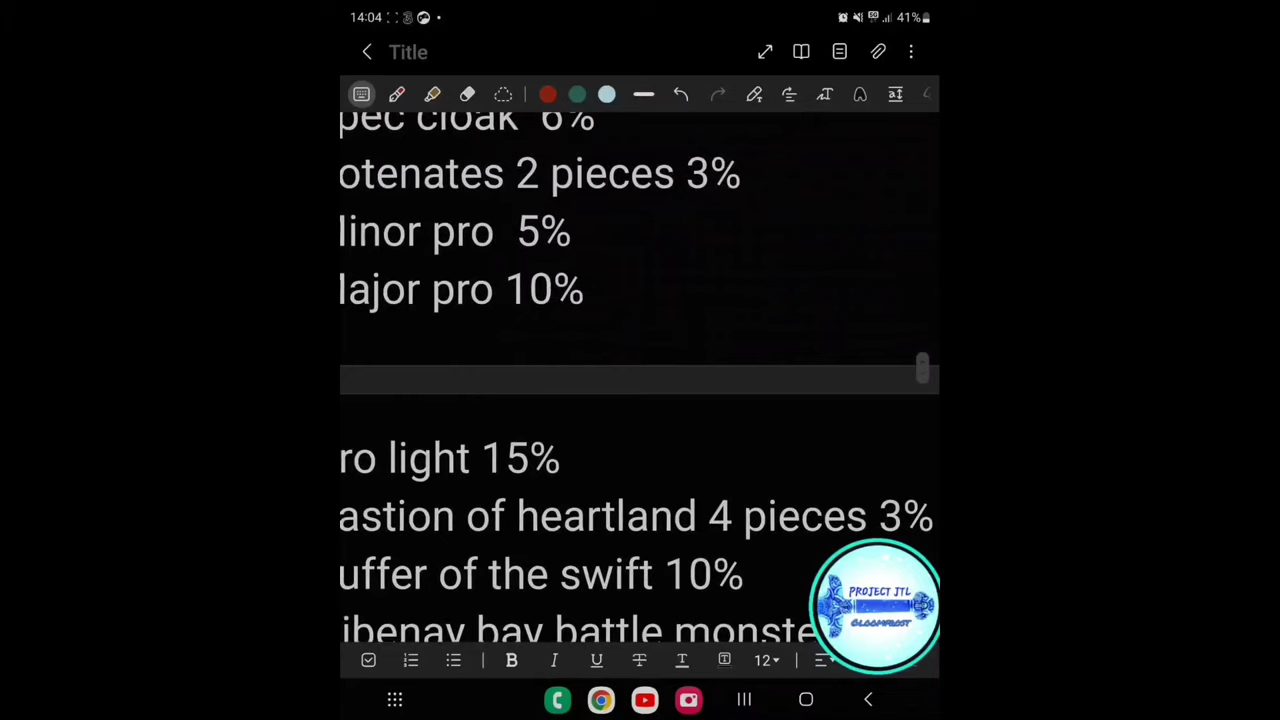 14:04
41%
Title
pec cloak 6%
otenates 2 pieces 3%
linor pro 5%
lajor pro 10%
ro light 15%
astion of heartland 4 pieces 3%
uffer of the swift 10%
ibenay bay battle monste
PROJECT JTL
GLOOMFROST
B I U T T 12